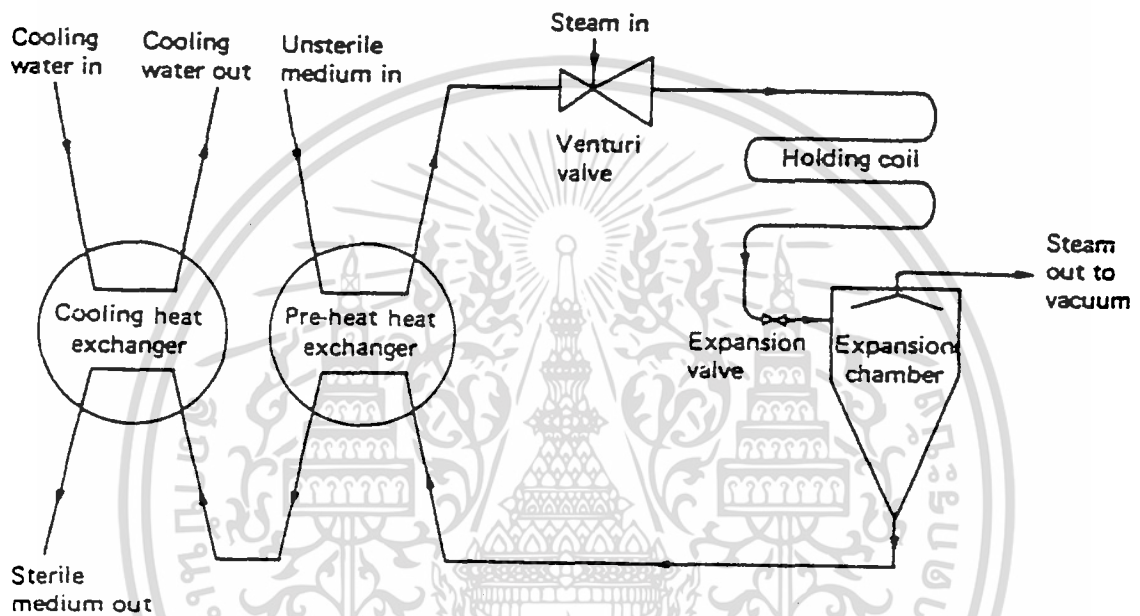 Cooling
water in
Cooling
water out
Unsterile
medium in
Steam in
Venturi
valve
Holding coil
Steam
out to
vacuum
Cooling heat
exchanger
Pre-heat heat
exchanger
Expansion
valve
Expansion
chamber
Sterile
medium out